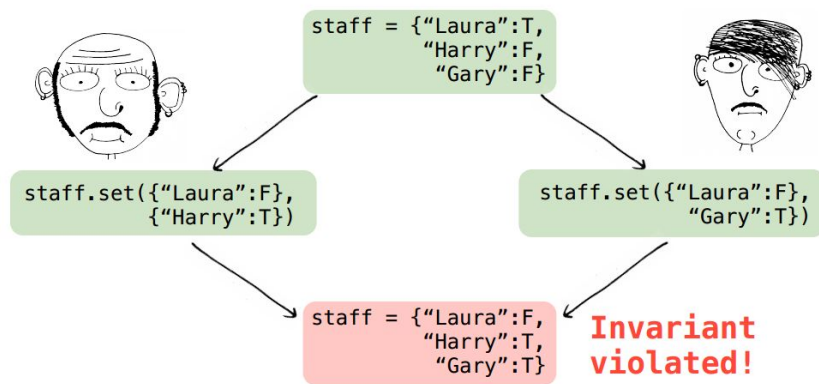 staff = {“Laura”:T,
“Harry”:F,
“Gary”:F}
staff.set({“Laura”:F},
{“Harry”:T})
staff.set({“Laura”:F},
“Gary”:T})
staff = {“Laura”:F,
“Harry”:T,
“Gary”:T}
Invariant
violated!